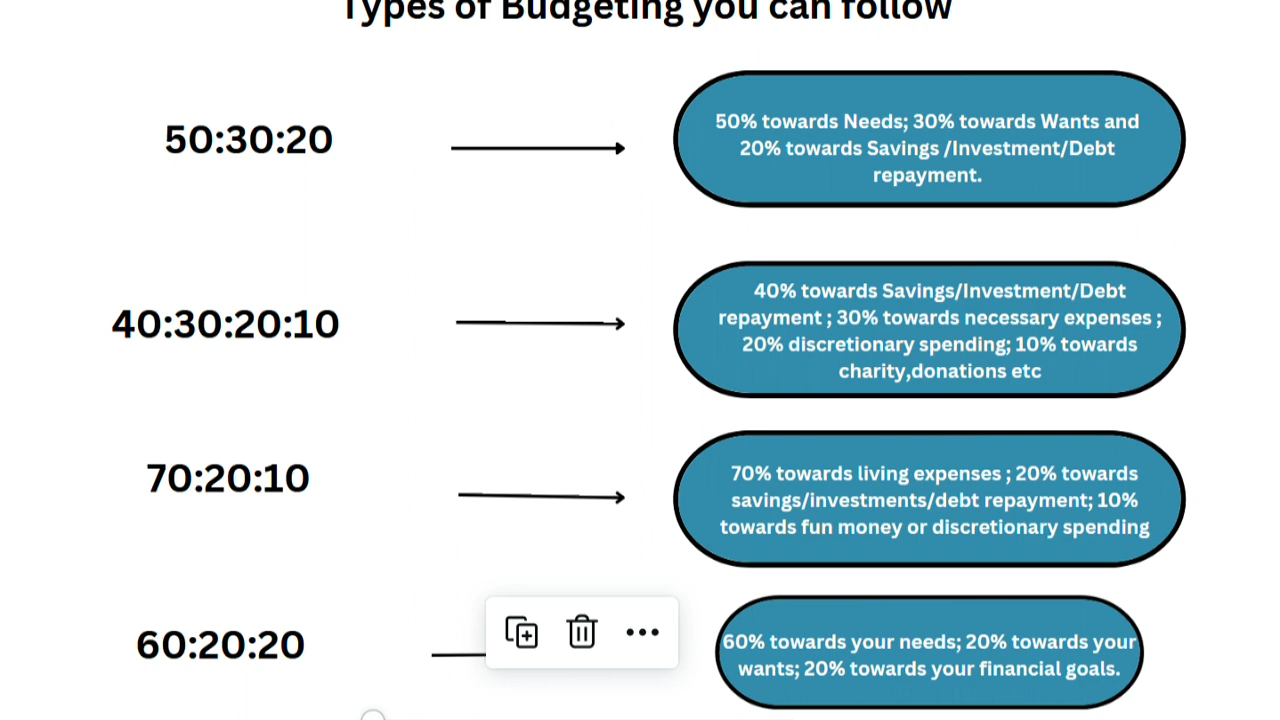 Types of Budgeting you can follow
50:30:20
50% towards Needs; 30% towards Wants and
20% towards Savings /Investment/Debt
repayment.
40:30:20:10
40% towards Savings/Investment/Debt
repayment ; 30% towards necessary expenses ;
20% discretionary spending; 10% towards
charity,donations etc
70:20:10
70% towards living expenses ; 20% towards
savings/investments/debt repayment; 10%
towards fun money or discretionary spending
60:20:20
60% towards your needs; 20% towards your
wants; 20% towards your financial goals.